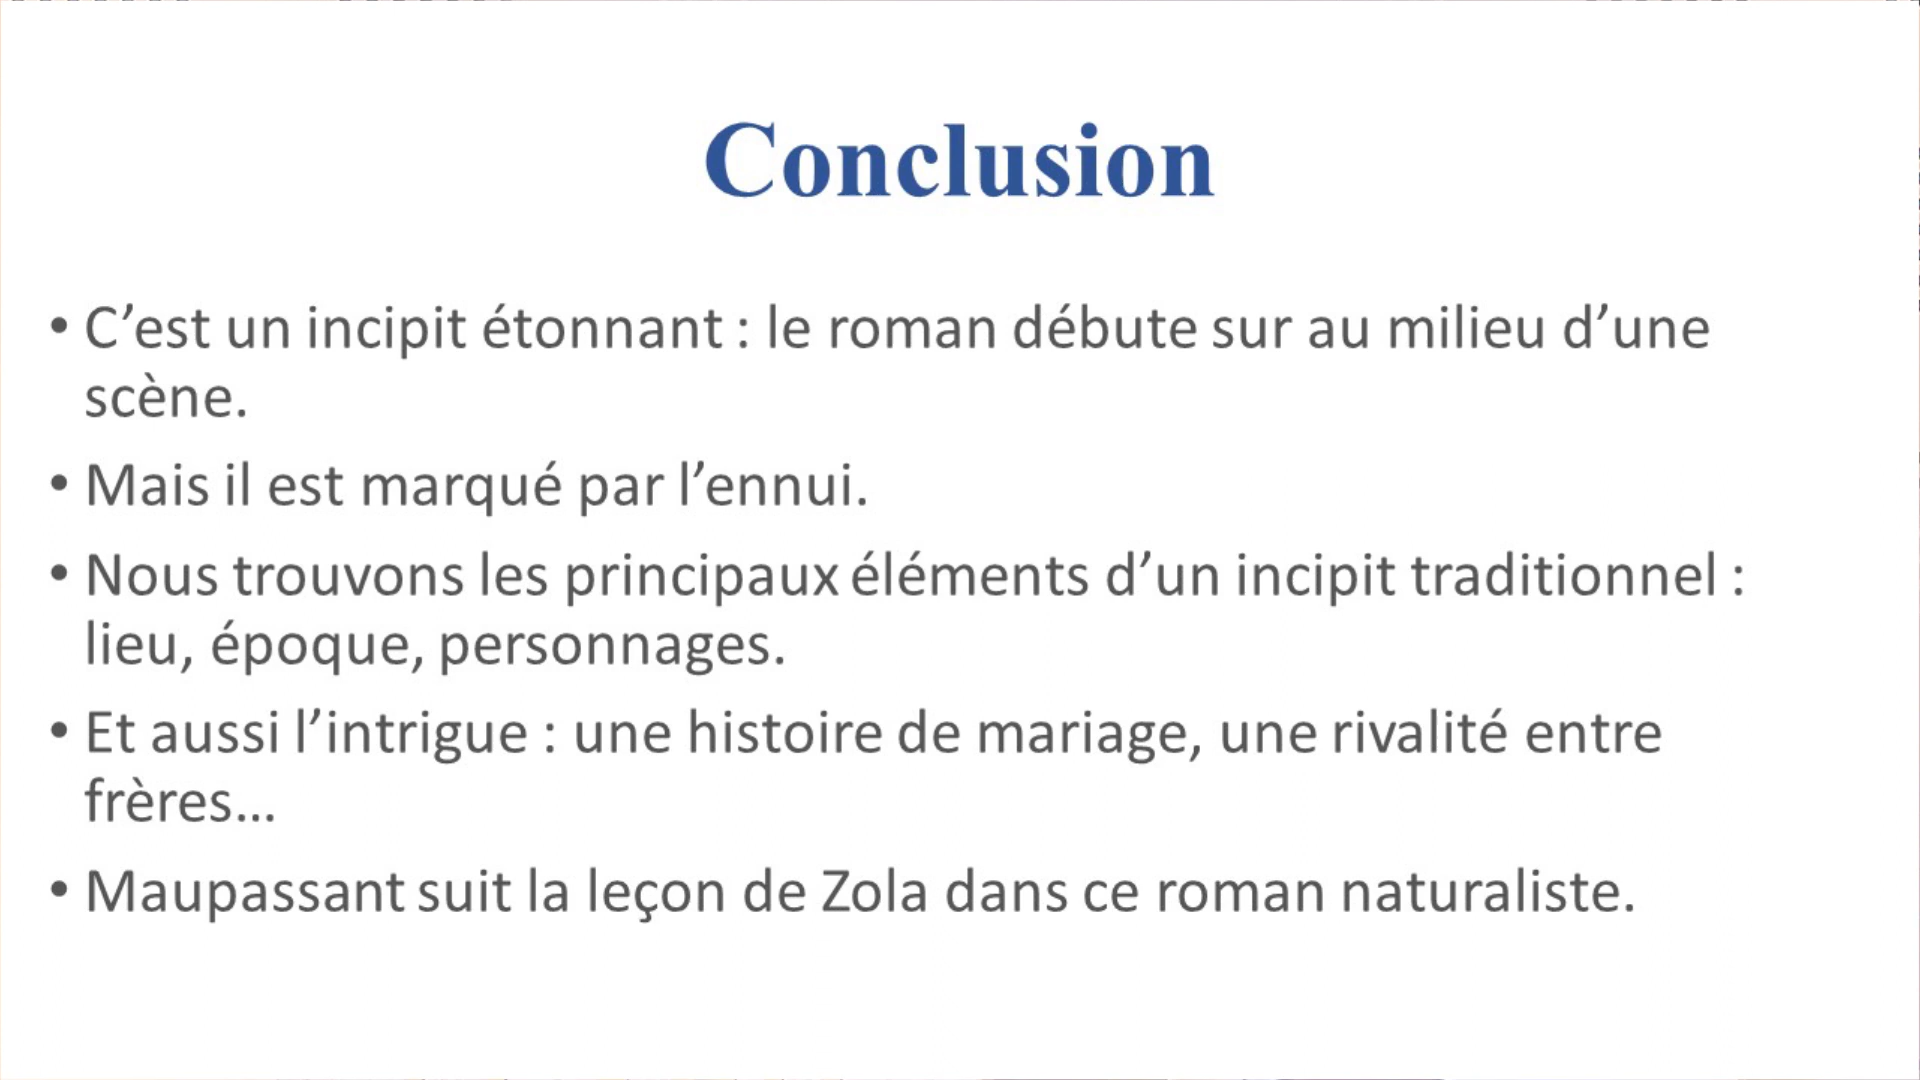 Conclusion
• C’est un incipit étonnant : le roman débute sur au milieu d’une
scène.
• Mais il est marqué par l’ennui.
• Nous trouvons les principaux éléments d’un incipit traditionnel :
lieu, époque, personnages.
• Et aussi l’intrigue : une histoire de mariage, une rivalité entre
frères…
• Maupassant suit la leçon de Zola dans ce roman naturaliste.